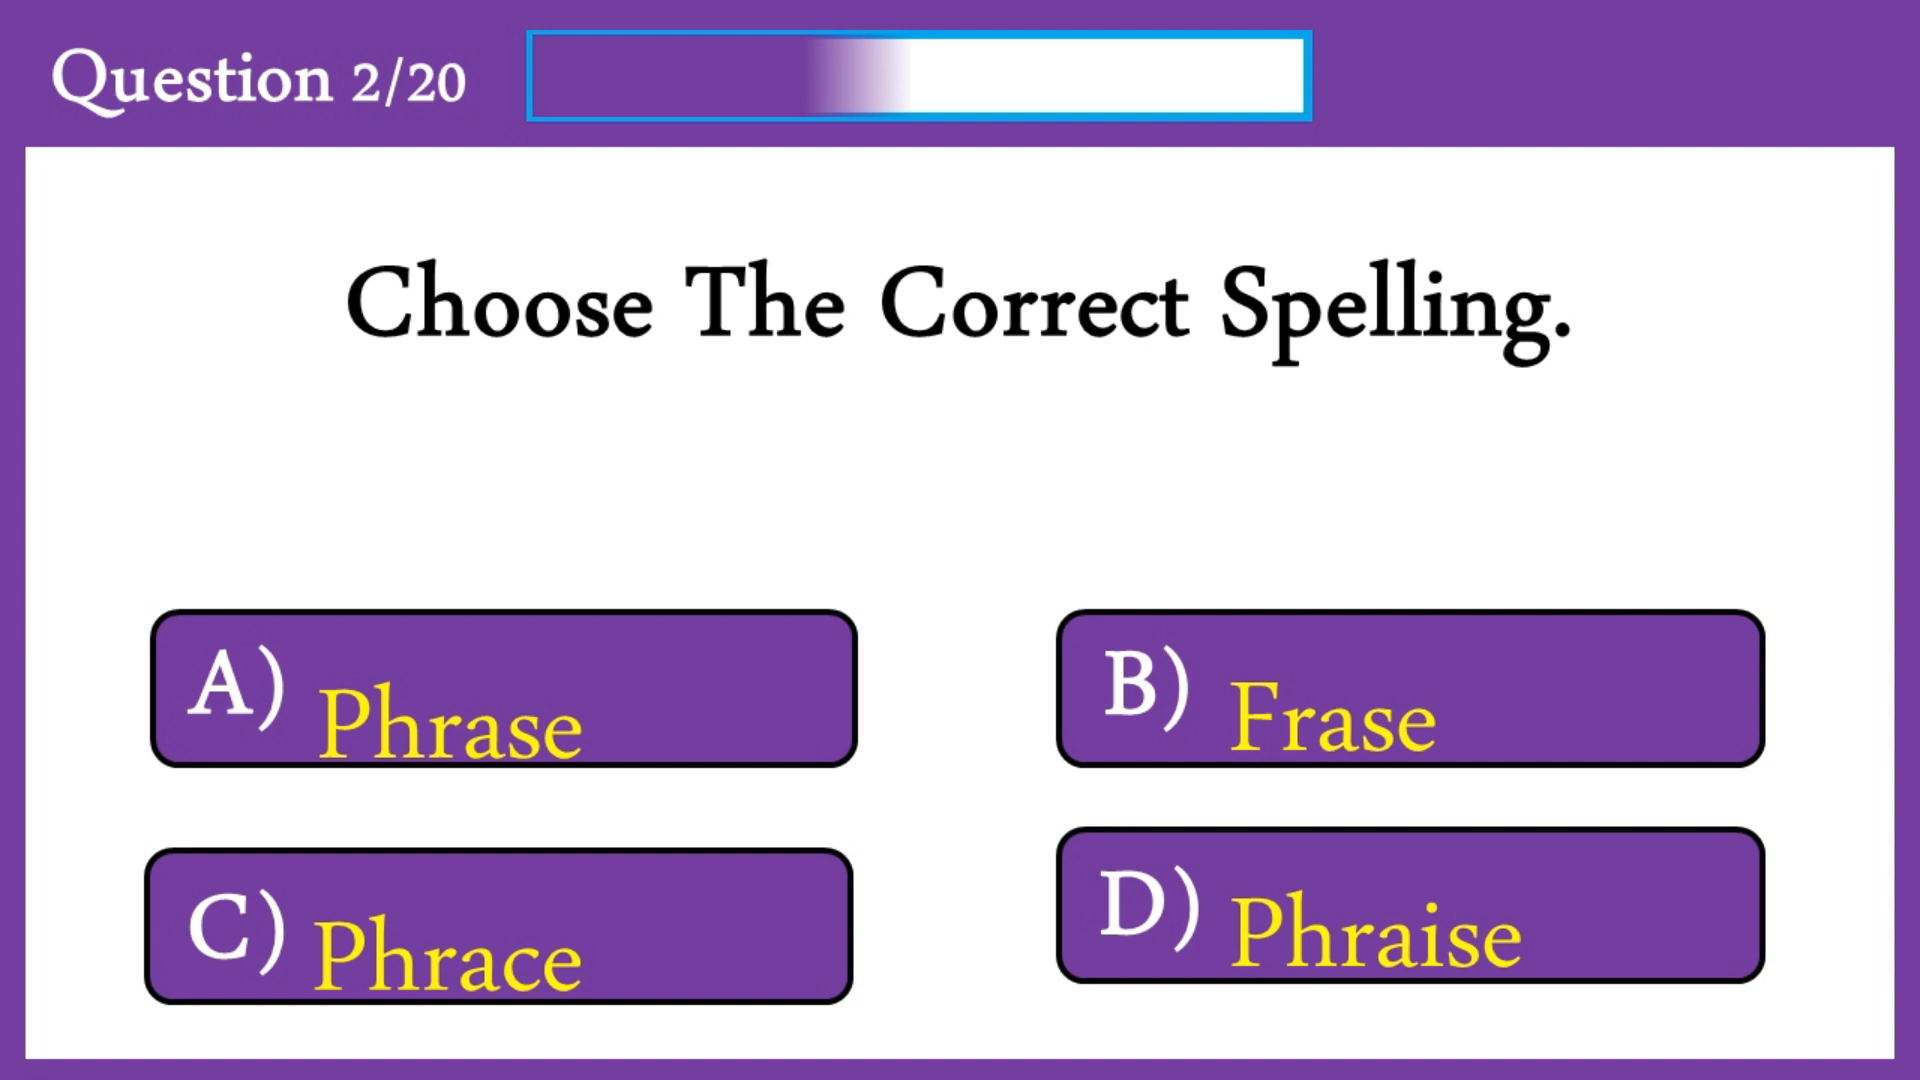 Question 2/20
Choose The Correct Spelling.
A) Phrase
B) Frase
C) Phrace
D) Phraise